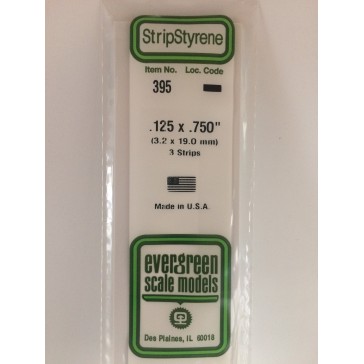 StripStyrene
Item No. Loc. Code
395
.125 x .750"
(3.2 x 19.0 mm)
3 Strips
Made in U.S.A.
evergreen
scale models
Des Plaines, IL 60018